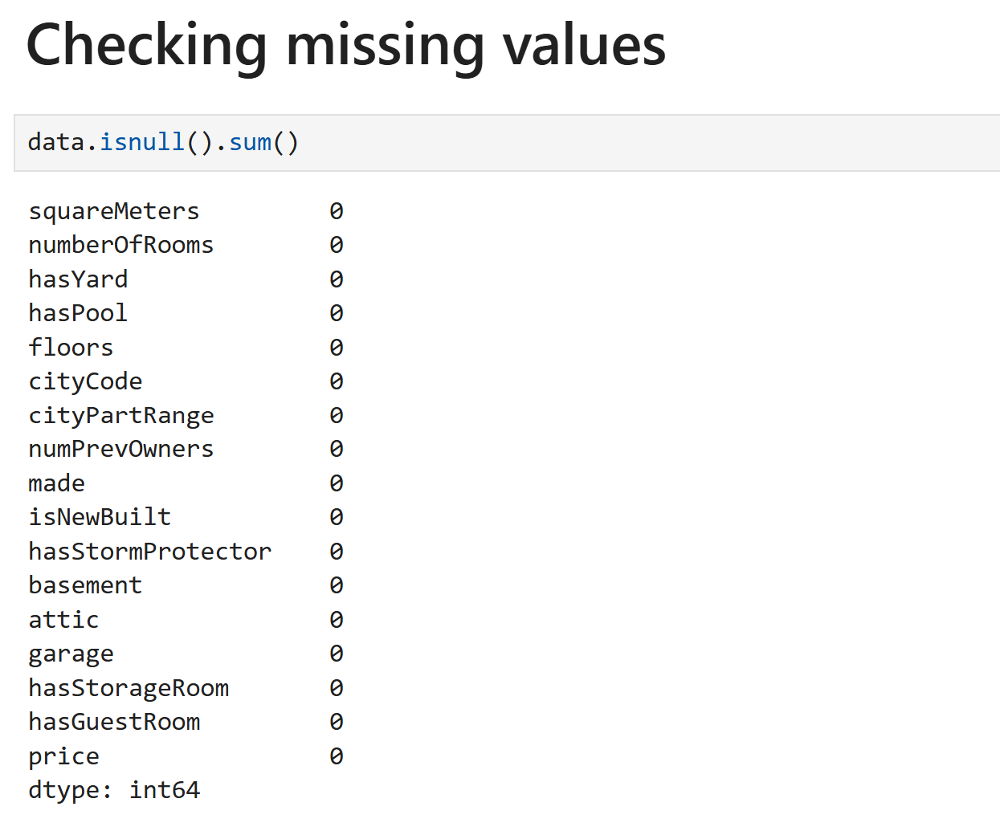 Checking missing values
data.isnull().sum()
squareMeters 0
numberOfRooms 0
hasYard 0
hasPool 0
floors 0
cityCode 0
cityPartRange 0
numPrevOwners 0
made 0
isNewBuilt 0
hasStormProtector 0
basement 0
attic 0
garage 0
hasStorageRoom 0
hasGuestRoom 0
price 0
dtype: int64